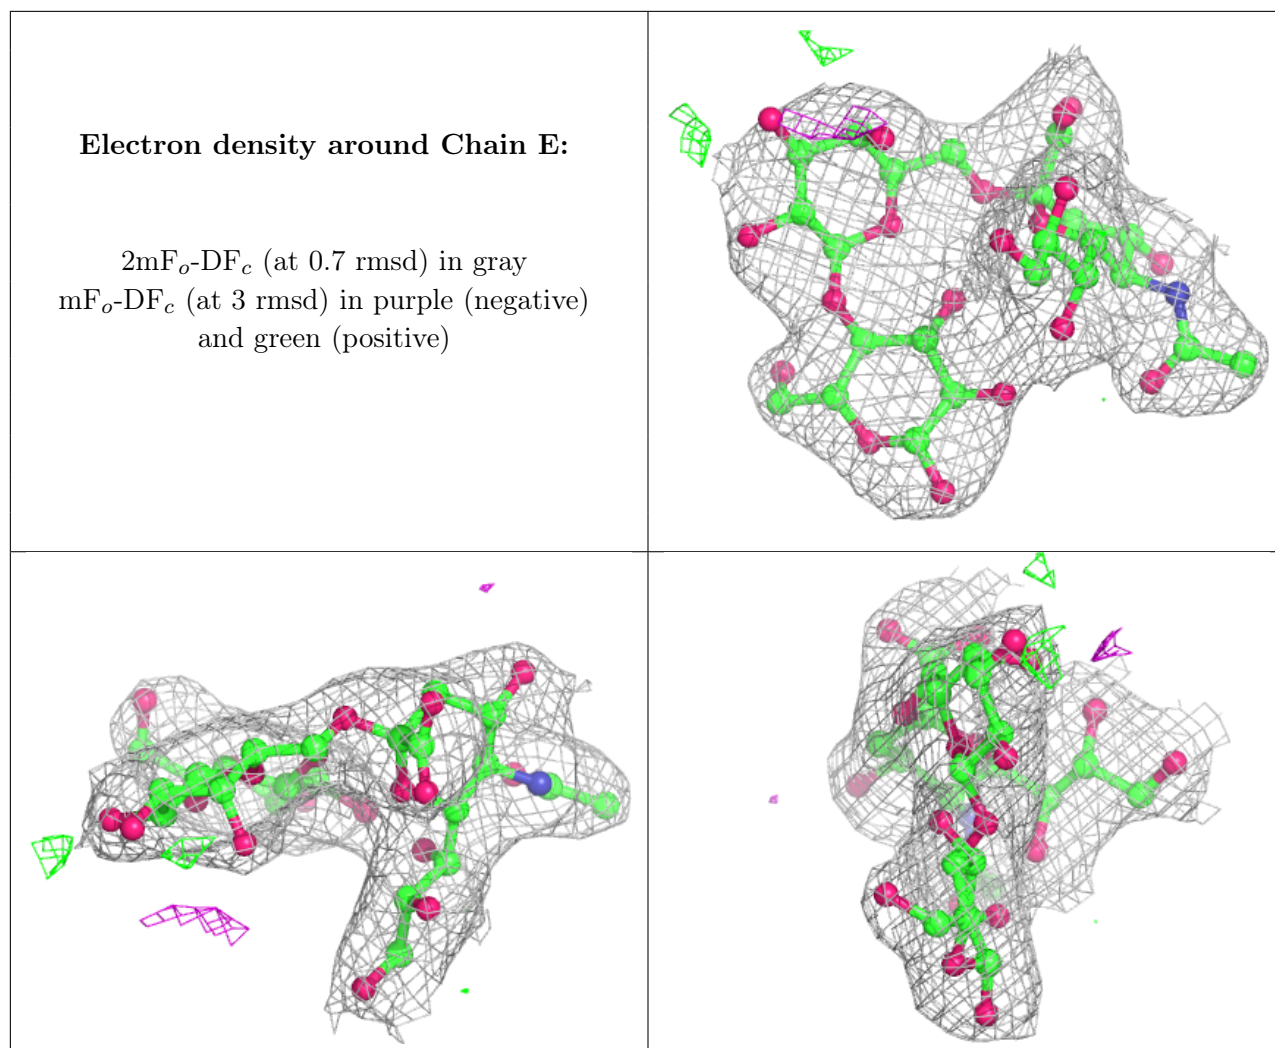 Electron density around Chain E:
2mFo-DFc (at 0.7 rmsd) in gray
mFo-DFc (at 3 rmsd) in purple (negative)
and green (positive)